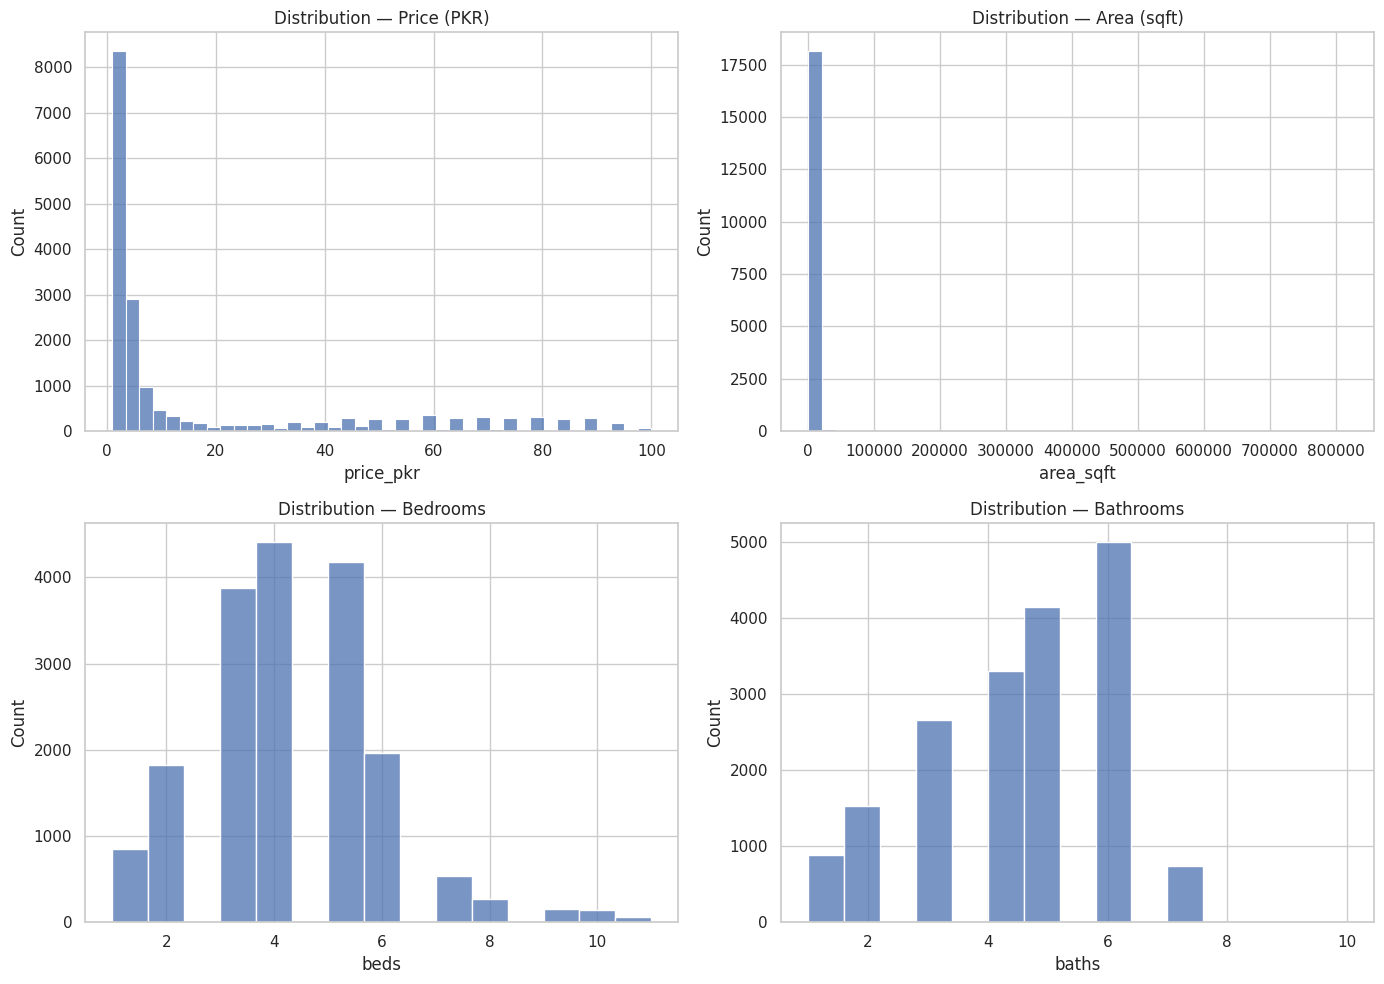 Distribution — Price (PKR)
8000
7000
6000
5000
4000
3000
2000
1000
0
Count
0 20 40 60 80 100
price_pkr
Distribution — Area (sqft)
17500
15000
12500
10000
7500
5000
2500
0
Count
0 100000 200000 300000 400000 500000 600000 700000 800000
area_sqft
Distribution — Bedrooms
4000
3000
2000
1000
0
Count
2 4 6 8 10
beds
Distribution — Bathrooms
5000
4000
3000
2000
1000
0
Count
2 4 6 8 10
baths